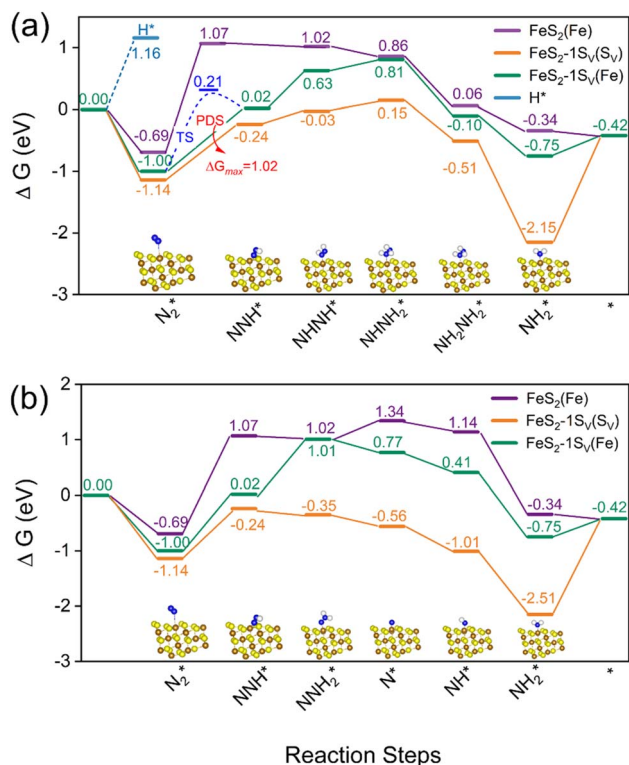 (a)
H*
1.16
1.07
1.02
0.86
FeS2(Fe)
FeS2-1SV(SV)
FeS2-1SV(Fe)
H*
0.00
0.21
0.02
0.63
0.81
0.06
-0.34
-0.42
-0.69
TS
PDS
-0.24
-0.03
0.15
-0.10
-0.75
-1.00
-1.14
ΔGmax=1.02
-0.51
-2.15
Δ G (eV)
1
0
-1
-2
-3
N2*
NNH*
NHNH*
NHNH2*
NH2NH2*
NH2*
*
(b)
FeS2(Fe)
FeS2-1SV(SV)
FeS2-1SV(Fe)
1.07
1.02
1.34
1.14
1.01
0.77
0.41
0.00
0.02
-0.69
-0.24
-0.35
-0.56
-0.34
-0.42
-1.00
-1.14
-1.01
-0.75
-2.51
Δ G (eV)
2
1
0
-1
-2
-3
N2*
NNH*
NNH2*
N*
NH*
NH2*
*
Reaction Steps